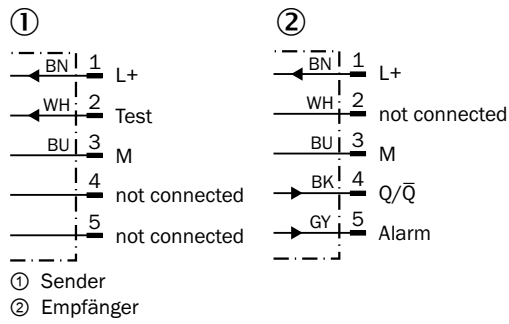 ①
BN 1 L+
WH 2 Test
BU 3 M
4 not connected
5 not connected
②
BN 1 L+
WH 2 not connected
BU 3 M
BK 4 Q/Q̅
GY 5 Alarm
① Sender
② Empfänger